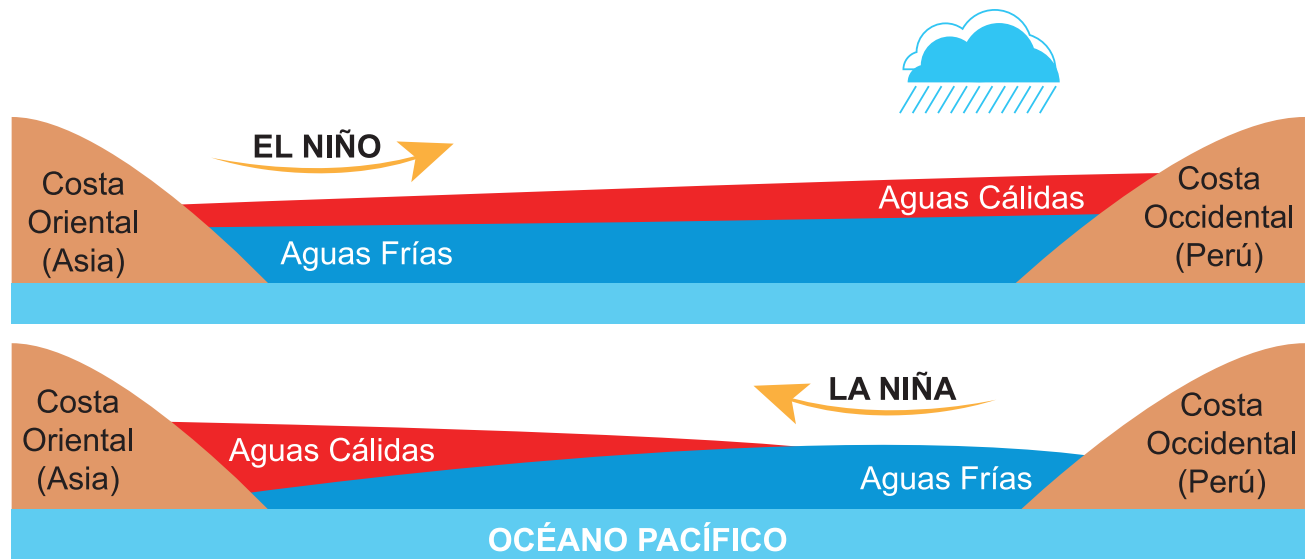 EL NIÑO
Costa
Oriental
(Asia)
Aguas Cálidas
Aguas Frías
Costa
Occidental
(Perú)
LA NIÑA
Costa
Oriental
(Asia)
Aguas Cálidas
Aguas Frías
Costa
Occidental
(Perú)
OCÉANO PACÍFICO